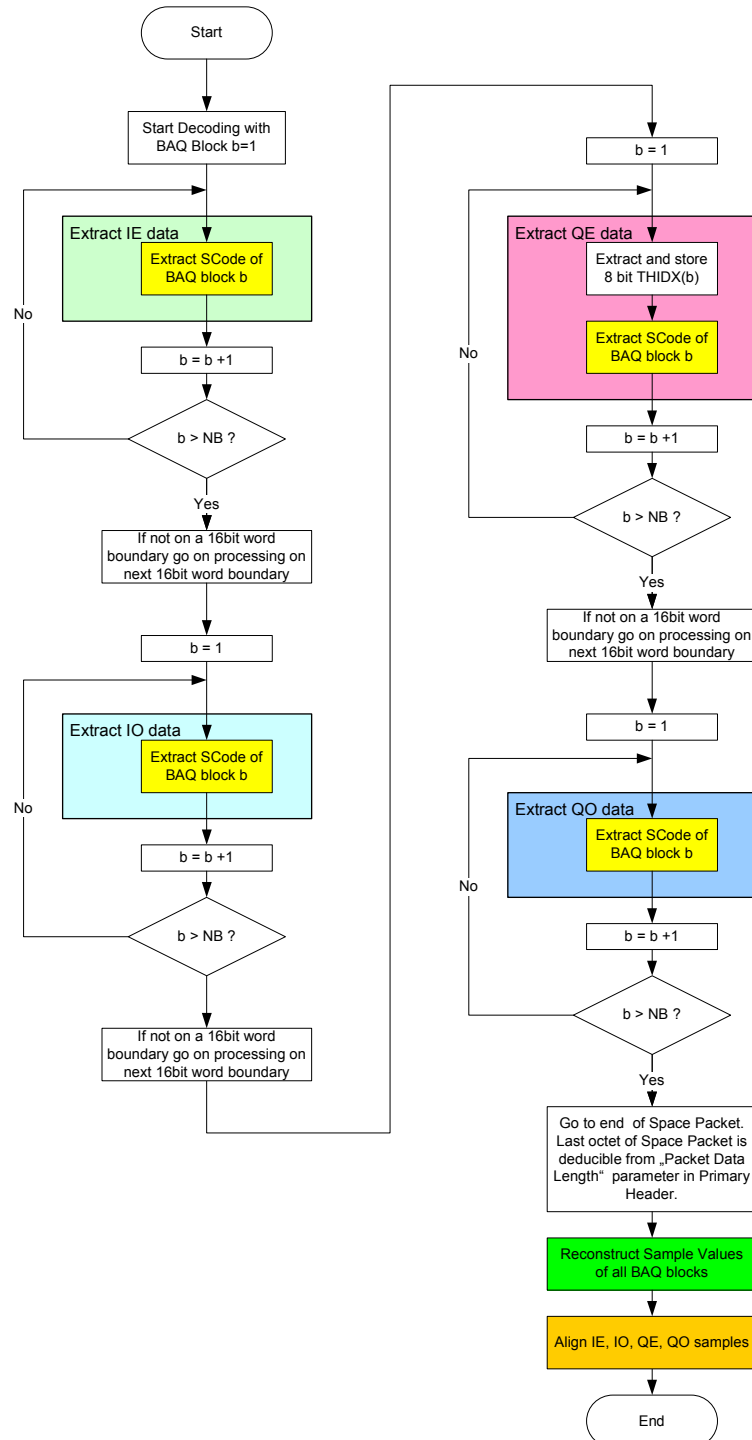 Start
Start Decoding with
BAQ Block b=1
Extract IE data
Extract SCode of
BAQ block b
No
b = b +1
b > NB ?
Yes
If not on a 16bit word
boundary go on processing on
next 16bit word boundary
b = 1
Extract IO data
Extract SCode of
BAQ block b
No
b = b +1
b > NB ?
If not on a 16bit word
boundary go on processing on
next 16bit word boundary
b = 1
Extract QE data
Extract and store
8 bit THIDX(b)
Extract SCode of
BAQ block b
No
b = b +1
b > NB ?
Yes
If not on a 16bit word
boundary go on processing on
next 16bit word boundary
b = 1
Extract QO data
Extract SCode of
BAQ block b
No
b = b +1
b > NB ?
Yes
Go to end of Space Packet.
Last octet of Space Packet is
deducible from „Packet Data
Length“ parameter in Primary
Header.
Reconstruct Sample Values
of all BAQ blocks
Align IE, IO, QE, QO samples
End